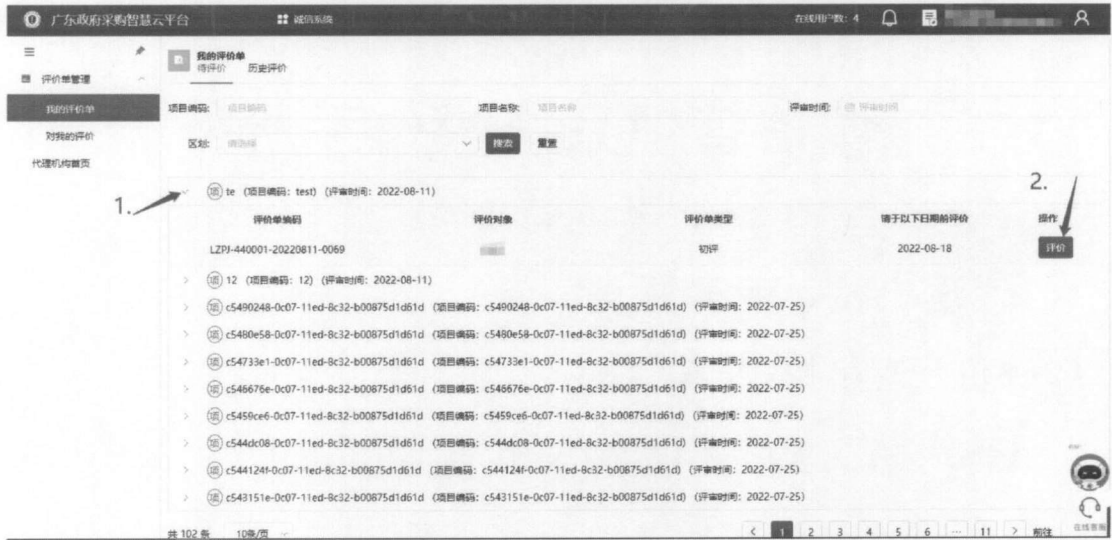 广东政府采购智慧云平台
诚信系统
在线用户数: 4
评价单管理
我的评价单
对我的评价
代理机构首页
我的评价单
待评价 历史评价
项目编码: 项目编码 项目名称: 项目名称 评审时间: 评审时间
区划: 请选择 搜索 重置
1.
2.
项 te (项目编码: test) (评审时间: 2022-08-11)
评价单编码 评价对象 评价单类型 请于以下日期前评价 操作
LZPJ-440001-20220811-0069 初评 2022-08-18 评价
项 12 (项目编码: 12) (评审时间: 2022-08-11)
项 c5490248-0c07-11ed-8c32-b00875d1d61d (项目编码: c5490248-0c07-11ed-8c32-b00875d1d61d) (评审时间: 2022-07-25)
项 c5480e58-0c07-11ed-8c32-b00875d1d61d (项目编码: c5480e58-0c07-11ed-8c32-b00875d1d61d) (评审时间: 2022-07-25)
项 c54733e1-0c07-11ed-8c32-b00875d1d61d (项目编码: c54733e1-0c07-11ed-8c32-b00875d1d61d) (评审时间: 2022-07-25)
项 c546676e-0c07-11ed-8c32-b00875d1d61d (项目编码: c546676e-0c07-11ed-8c32-b00875d1d61d) (评审时间: 2022-07-25)
项 c5459ce6-0c07-11ed-8c32-b00875d1d61d (项目编码: c5459ce6-0c07-11ed-8c32-b00875d1d61d) (评审时间: 2022-07-25)
项 c544dc08-0c07-11ed-8c32-b00875d1d61d (项目编码: c544dc08-0c07-11ed-8c32-b00875d1d61d) (评审时间: 2022-07-25)
项 c544124f-0c07-11ed-8c32-b00875d1d61d (项目编码: c544124f-0c07-11ed-8c32-b00875d1d61d) (评审时间: 2022-07-25)
项 c543151e-0c07-11ed-8c32-b00875d1d61d (项目编码: c543151e-0c07-11ed-8c32-b00875d1d61d) (评审时间: 2022-07-25)
在线客服
共 102 条 10条/页 < 1 2 3 4 5 6 ... 11 > 前往